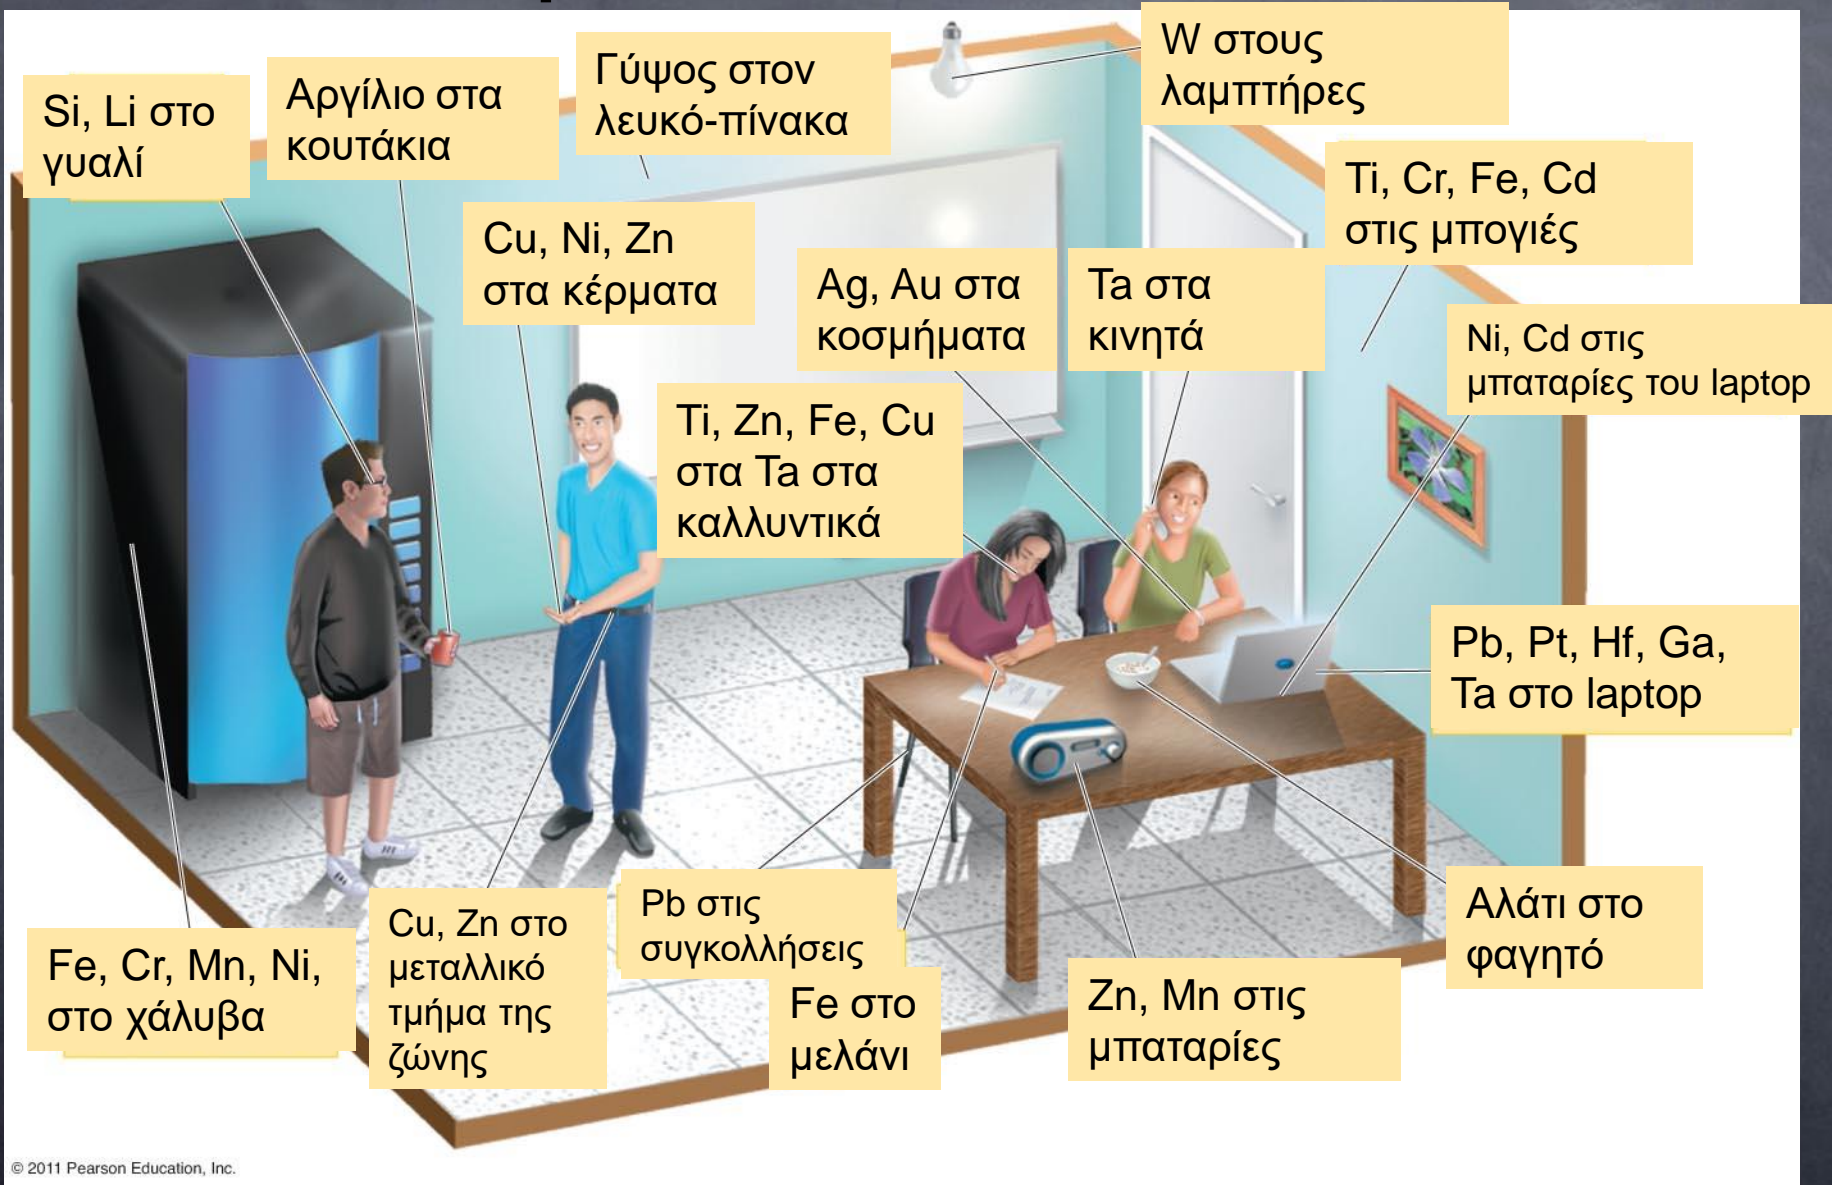 Si, Li στο
γυαλί
Αργίλιο στα
κουτάκια
Γύψος στον
λευκό-πίνακα
W στους
λαμπτήρες
Ti, Cr, Fe, Cd
στις μπογιές
Cu, Ni, Zn
στα κέρματα
Ag, Au στα
κοσμήματα
Ta στα
κινητά
Ni, Cd στις
μπαταρίες του laptop
Ti, Zn, Fe, Cu
στα Ta στα
καλλυντικά
Pb, Pt, Hf, Ga,
Ta στο laptop
Fe, Cr, Mn, Ni,
στο χάλυβα
Cu, Zn στο
μεταλλικό
τμήμα της
ζώνης
Pb στις
συγκολλήσεις
Fe στο
μελάνι
Zn, Mn στις
μπαταρίες
Αλάτι στο
φαγητό
© 2011 Pearson Education, Inc.